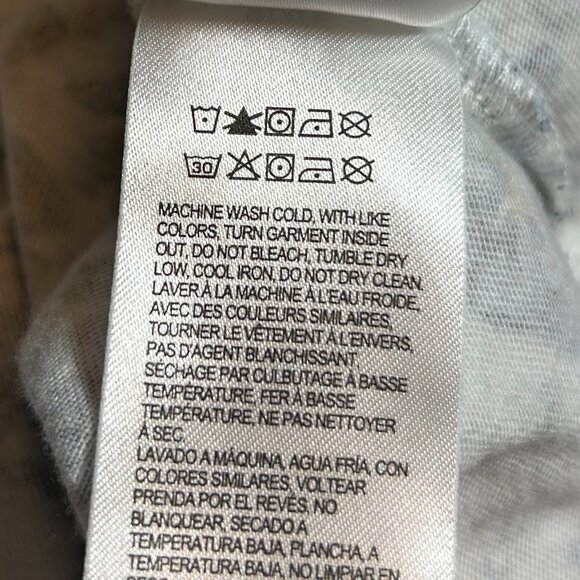 30
MACHINE WASH COLD, WITH LIKE
COLORS, TURN GARMENT INSIDE
OUT, DO NOT BLEACH, TUMBLE DRY
LOW, COOL IRON, DO NOT DRY CLEAN.
LAVER À LA MACHINE À L'EAU FROIDE,
AVEC DES COULEURS SIMILAIRES,
TOURNER LE VÊTEMENT À L'ENVERS,
PAS D'AGENT BLANCHISSANT
SECHAGE PAR CULBUTAGE À BASSE
TEMPÉRATURE, FER À BASSE
TEMPÉRATURE, NE PAS NETTOYER
À SEC.
LAVADO A MÁQUINA, AGUA FRÍA, CON
COLORES SIMILARES, VOLTEAR
PRENDA POR EL REVÉS, NO
BLANQUEAR, SECADO A
TEMPERATURA BAJA, PLANCHA, A
TEMPERATURA BAJA, NO LIMPIAR EN